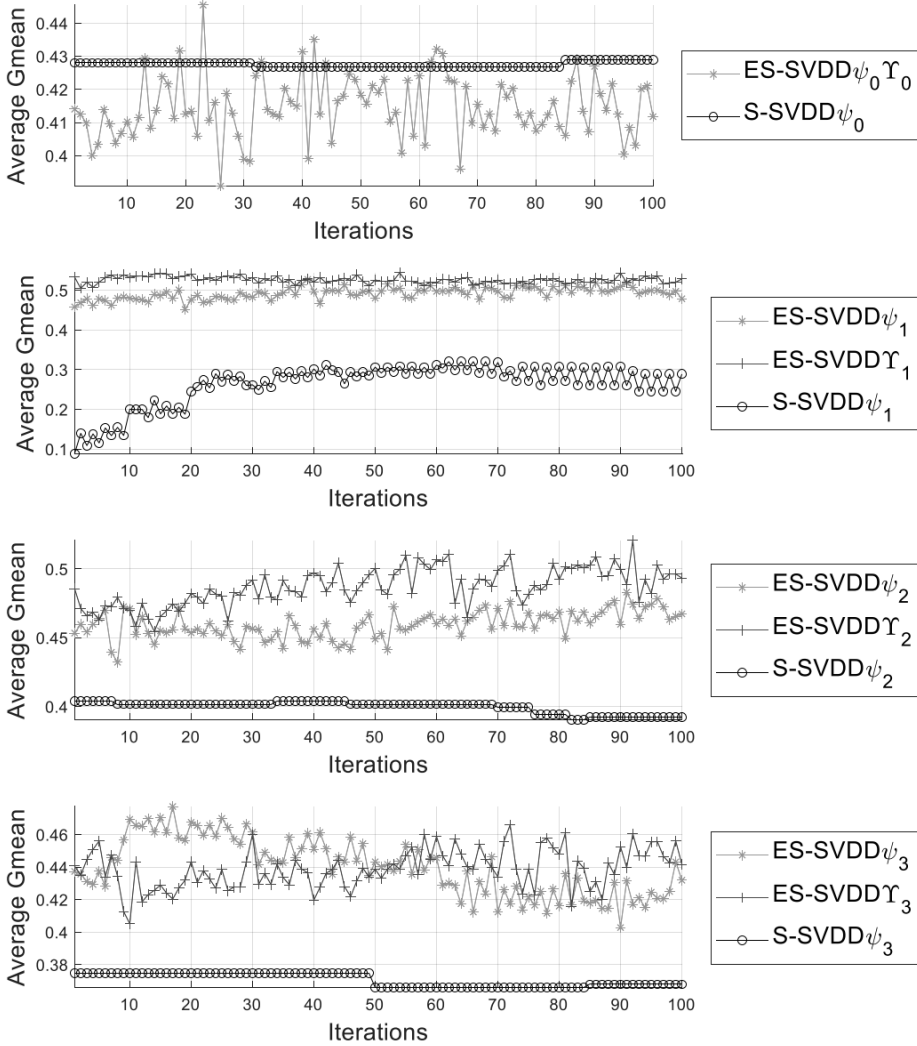 Average Gmean
0.44
0.43
0.42
0.41
0.4
10 20 30 40 50 60 70 80 90 100
Iterations
ES-SVDDψ₀ϒ₀
S-SVDDψ₀
Average Gmean
0.5
0.4
0.3
0.2
0.1
10 20 30 40 50 60 70 80 90 100
Iterations
ES-SVDDψ₁
ES-SVDDϒ₁
S-SVDDψ₁
Average Gmean
0.5
0.45
0.4
10 20 30 40 50 60 70 80 90 100
Iterations
ES-SVDDψ₂
ES-SVDDϒ₂
S-SVDDψ₂
Average Gmean
0.46
0.44
0.42
0.4
0.38
10 20 30 40 50 60 70 80 90 100
Iterations
ES-SVDDψ₃
ES-SVDDϒ₃
S-SVDDψ₃